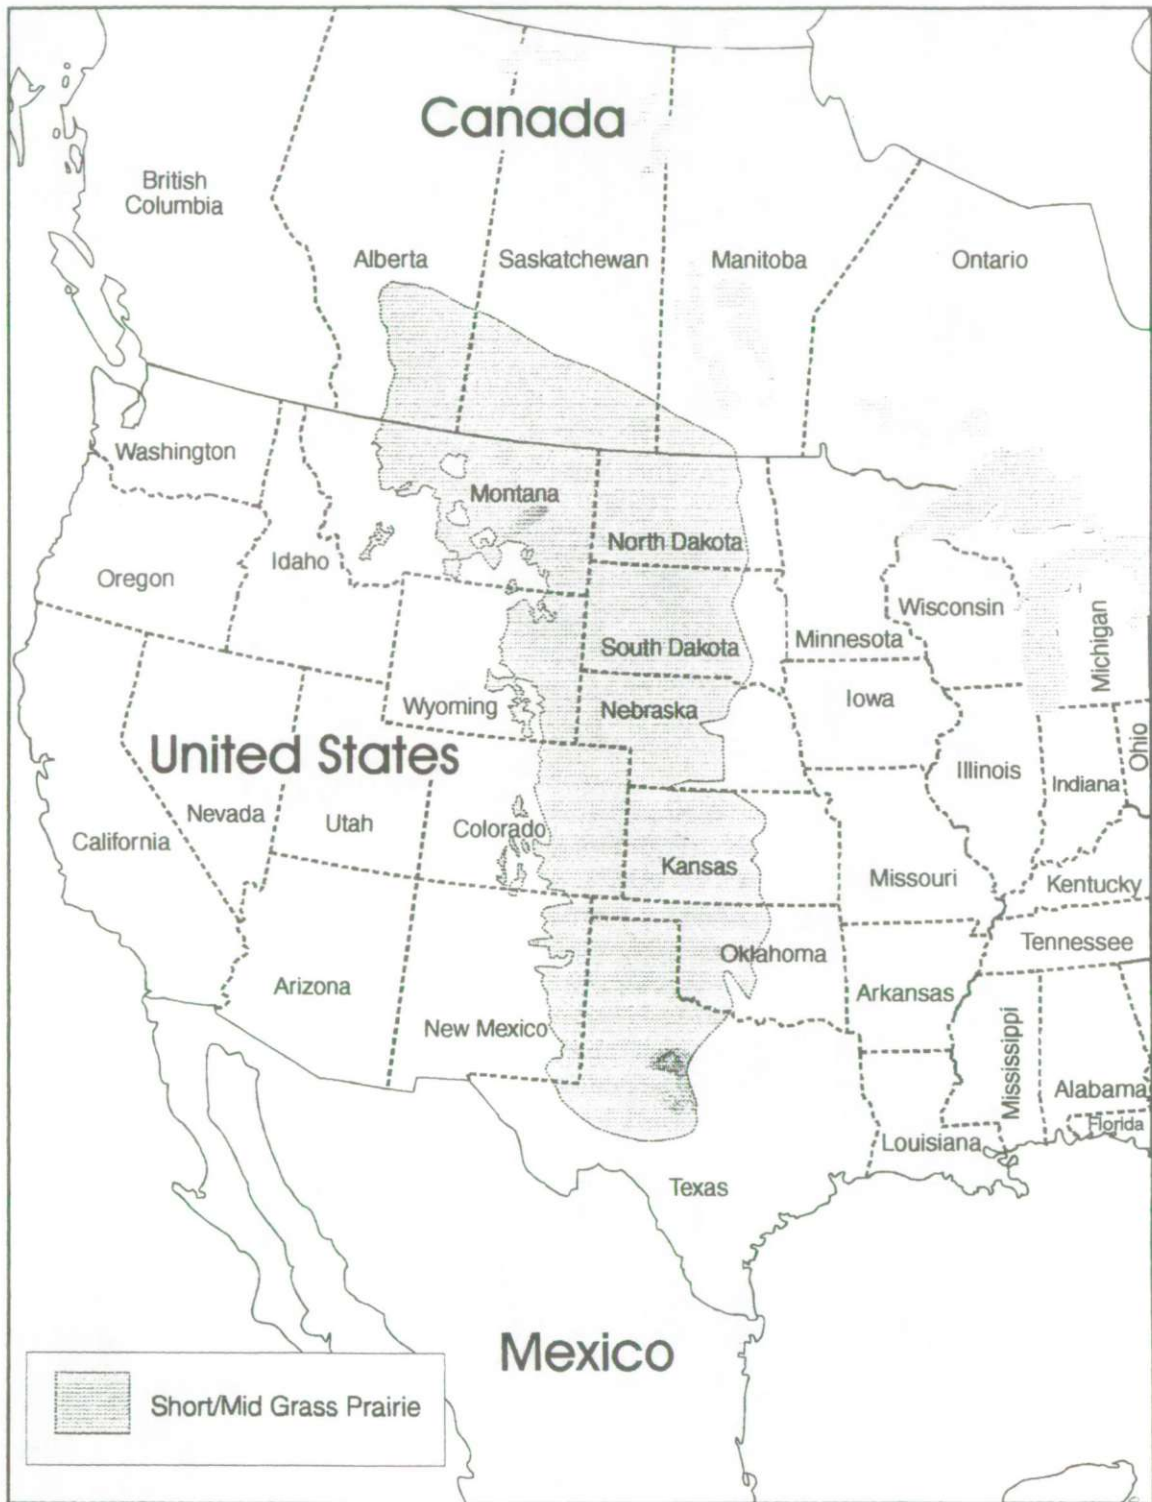 Canada
British
Columbia
Alberta
Saskatchewan
Manitoba
Ontario
Washington
Montana
North Dakota
Idaho
Oregon
Wisconsin
Michigan
South Dakota
Minnesota
Wyoming
Nebraska
Iowa
United States
Ohio
Illinois
Indiana
Nevada
Utah
Colorado
California
Kansas
Missouri
Kentucky
Tennessee
Oklahoma
Arizona
Arkansas
New Mexico
Mississippi
Alabama
Florida
Louisiana
Texas
Mexico
Short/Mid Grass Prairie